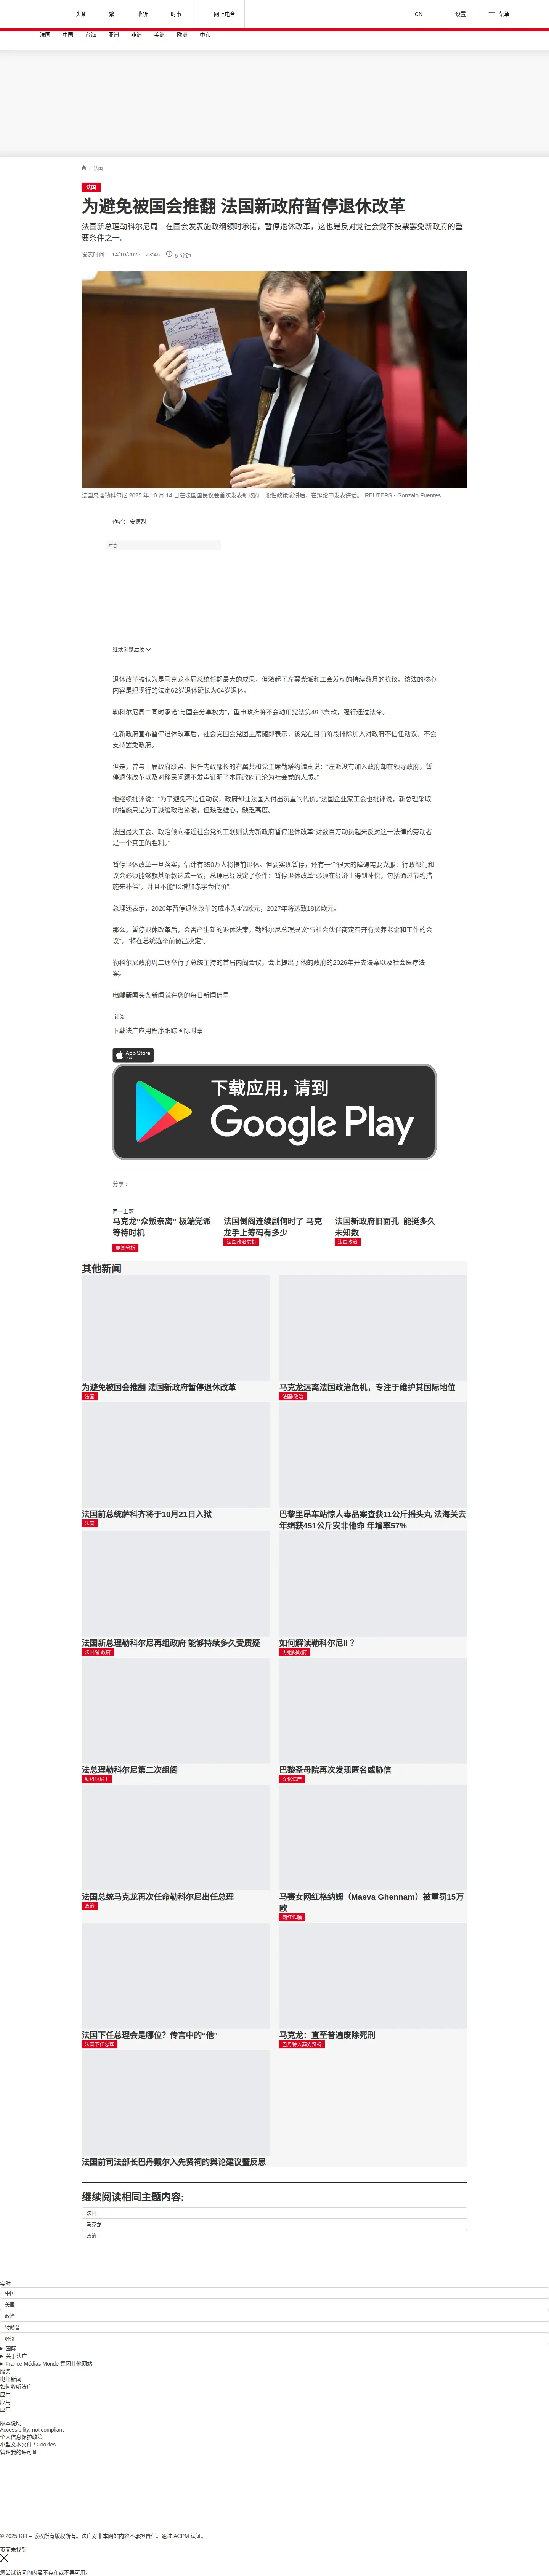 头条
繁
收听
时事
网上电台
CN
设置
菜单
法国
中国
台海
亚洲
非洲
美洲
欧洲
中东
/ 法国
法国
为避免被国会推翻 法国新政府暂停退休改革
法国新总理勒科尔尼周二在国会发表施政纲领时承诺，暂停退休改革，这也是反对党社会党不投票罢免新政府的重
要条件之一。
发表时间： 14/10/2025 - 23:46
5 分钟
法国总理勒科尔尼 2025 年 10 月 14 日在法国国民议会首次发表新政府一般性政策演讲后，在辩论中发表讲话。 REUTERS - Gonzalo Fuentes
作者： 安德烈
广告
继续浏览后续
退休改革被认为是马克龙本届总统任期最大的成果，但激起了左翼党派和工会发动的持续数月的抗议。该法的核心
内容是把现行的法定62岁退休延长为64岁退休。
勒科尔尼周二同时承诺“与国会分享权力”，重申政府将不会动用宪法第49.3条款，强行通过法令。
在新政府宣布暂停退休改革后，社会党国会党团主席随即表示，该党在目前阶段排除加入对政府不信任动议，不会
支持罢免政府。
但是，曾与上届政府联盟、担任内政部长的右翼共和党主席勒塔约谴责说：“左派没有加入政府却在领导政府，暂
停退休改革以及对移民问题不发声证明了本届政府已沦为社会党的人质。”
他继续批评说：“为了避免不信任动议，政府却让法国人付出沉重的代价。”法国企业家工会也批评说，新总理采取
的措施只是为了减缓政治紧张，但缺乏雄心，缺乏高度。
法国最大工会、政治倾向接近社会党的工联则认为新政府暂停退休改革“对数百万动员起来反对这一法律的劳动者
是一个真正的胜利。”
暂停退休改革一旦落实，估计有350万人将提前退休。但要实现暂停，还有一个很大的障碍需要克服：行政部门和
议会必须能够就其条款达成一致，总理已经设定了条件：暂停退休改革“必须在经济上得到补偿，包括通过节约措
施来补偿”，并且不能“以增加赤字为代价”。
总理还表示，2026年暂停退休改革的成本为4亿欧元，2027年将达致18亿欧元。
那么，暂停退休改革后，会否产生新的退休法案，勒科尔尼总理提议“与社会伙伴商定召开有关养老金和工作的会
议”，“将在总统选举前做出决定”。
勒科尔尼政府周二还举行了总统主持的首届内阁会议，会上提出了他的政府的2026年开支法案以及社会医疗法
案。
电邮新闻头条新闻就在您的每日新闻信里
订阅
下载法广应用程序跟踪国际时事
App Store
下载
下载应用，请到
Google Play
分享 :
同一主题
马克龙“众叛亲离” 极端党派
等待时机
要闻分析
法国倒阁连续剧何时了 马克
龙手上筹码有多少
法国政治危机
法国新政府旧面孔 能挺多久
未知数
法国政治
其他新闻
为避免被国会推翻 法国新政府暂停退休改革
法国
马克龙远离法国政治危机，专注于维护其国际地位
法国/政治
法国前总统萨科齐将于10月21日入狱
法国
巴黎里昂车站惊人毒品案查获11公斤摇头丸 法海关去
年缉获451公斤安非他命 年增率57%
法国新总理勒科尔尼再组政府 能够持续多久受质疑
法国/新政府
如何解读勒科尔尼II？
再组阁政府
法总理勒科尔尼第二次组阁
勒科尔尼 II
巴黎圣母院再次发现匿名威胁信
文化遗产
法国总统马克龙再次任命勒科尔尼出任总理
政治
马赛女网红格纳姆（Maeva Ghennam）被重罚15万
欧
网红诈骗
法国下任总理会是哪位？传言中的“他”
法国下任总理
马克龙：直至普遍废除死刑
巴丹特入葬先贤祠
法国前司法部长巴丹戴尔入先贤祠的舆论建议暨反思
继续阅读相同主题内容:
法国
马克龙
政治
实时
中国
美国
政治
特朗普
经济
国际
关于法广
France Médias Monde 集团其他网站
服务
电邮新闻
如何收听法广
应用
应用
应用
版本说明
Accessibility: not compliant
个人信息保护政策
小型文本文件 / Cookies
管理我的许可证
© 2025 RFI – 版权所有版权所有。法广对非本网站内容不承担责任。通过 ACPM 认证。
页面未找到
您尝试访问的内容不存在或不再可用。